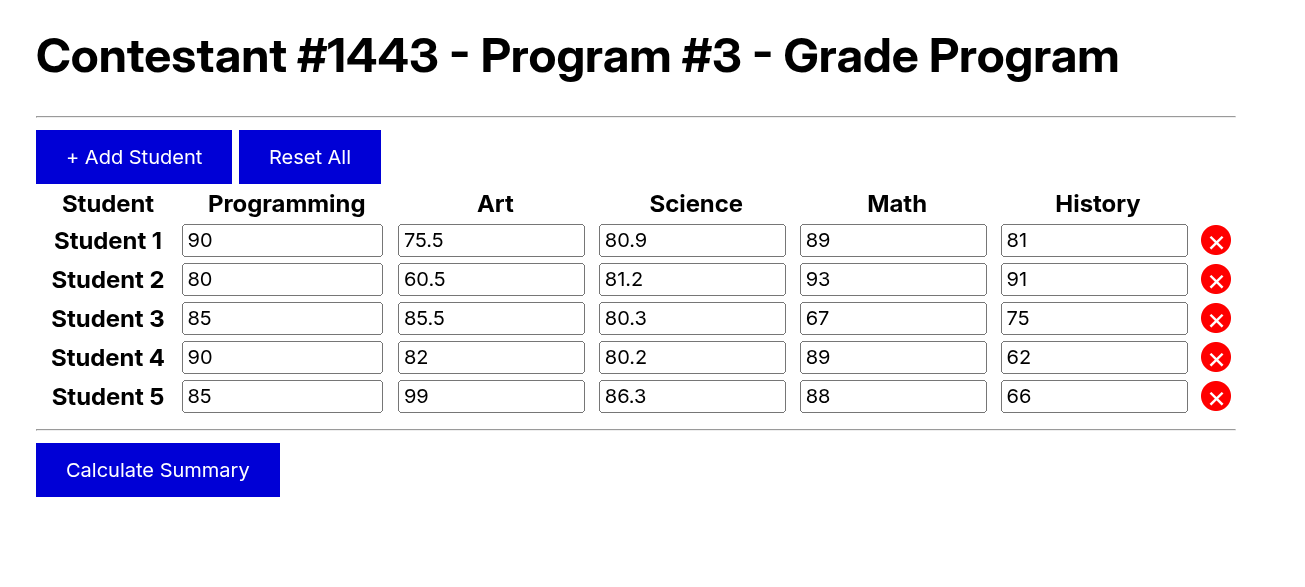 Contestant #1443 - Program #3 - Grade Program
+ Add Student Reset All
Student Programming Art Science Math History
Student 1 90 75.5 80.9 89 81
Student 2 80 60.5 81.2 93 91
Student 3 85 85.5 80.3 67 75
Student 4 90 82 80.2 89 62
Student 5 85 99 86.3 88 66
Calculate Summary